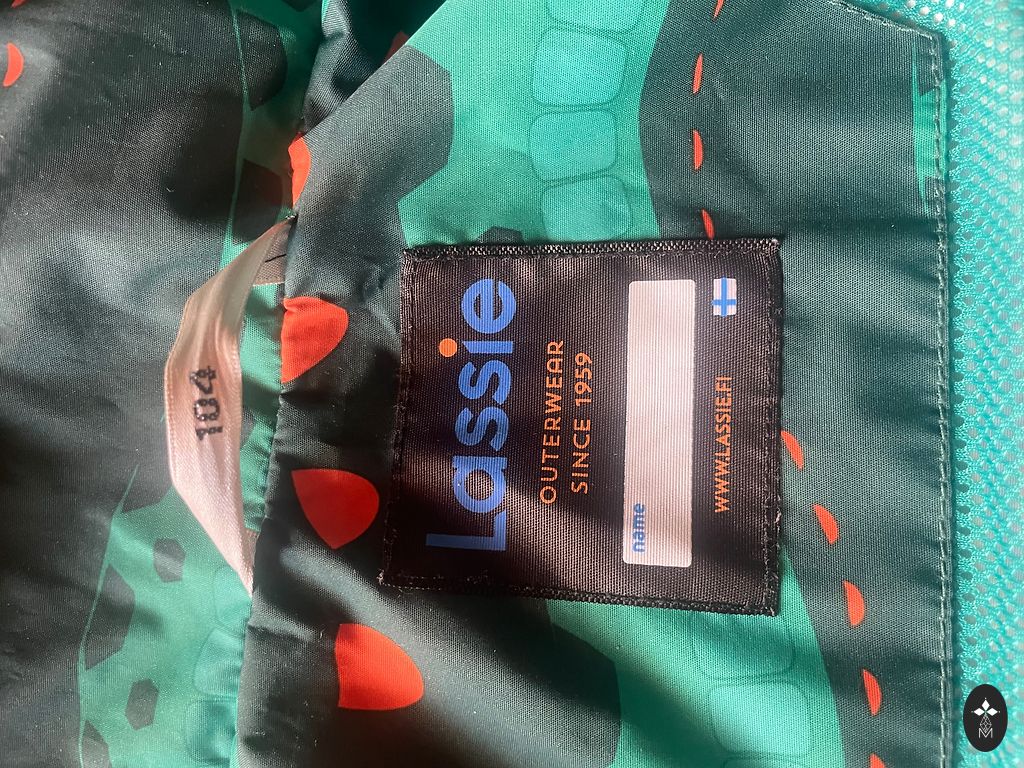 104
Lassie
OUTERWEAR
SINCE 1959
name
WWW.LASSIE.FI
M